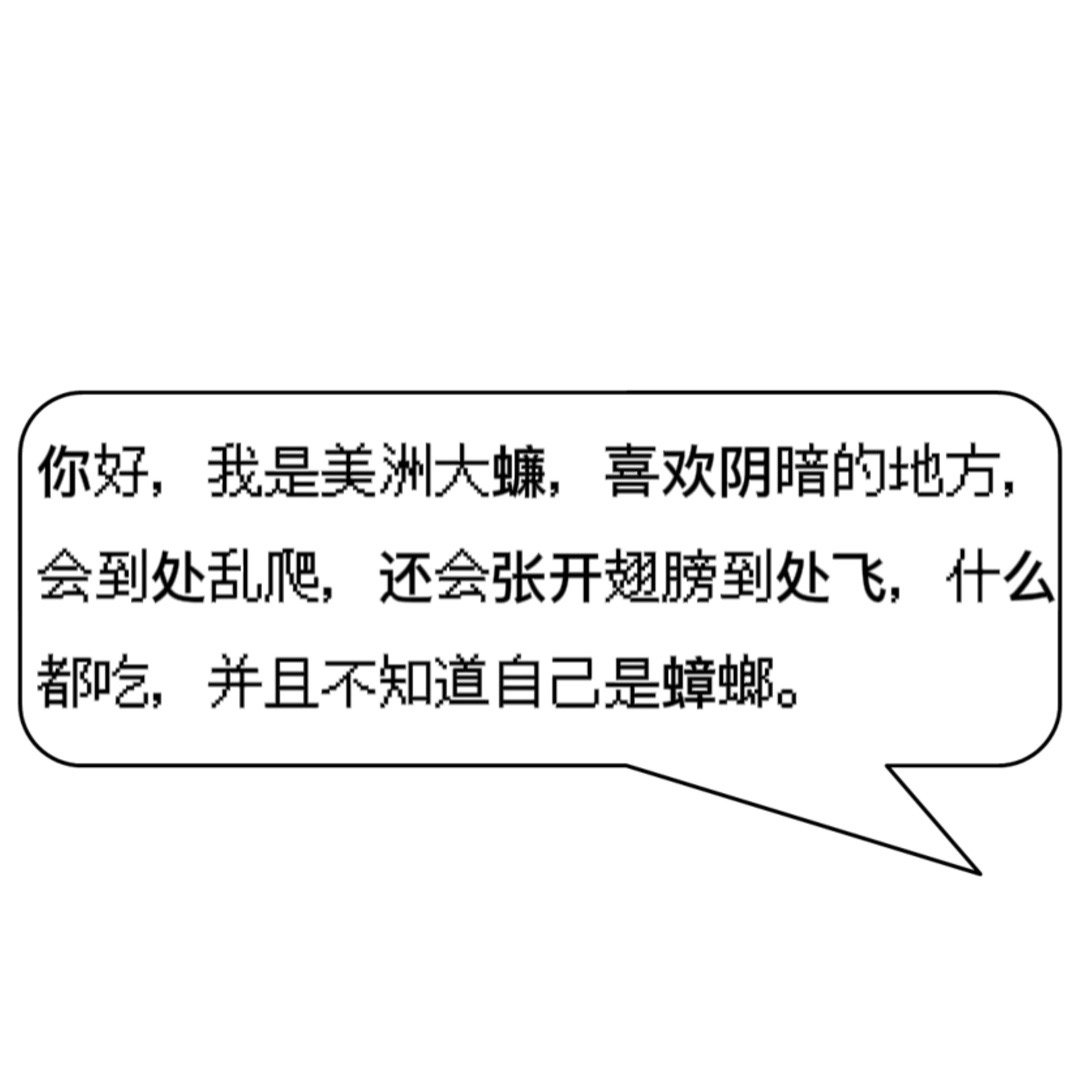 你好，我是美洲大蠊，喜欢阴暗的地方，
会到处乱爬，还会张开翅膀到处飞，什么
都吃，并且不知道自己是蟑螂。